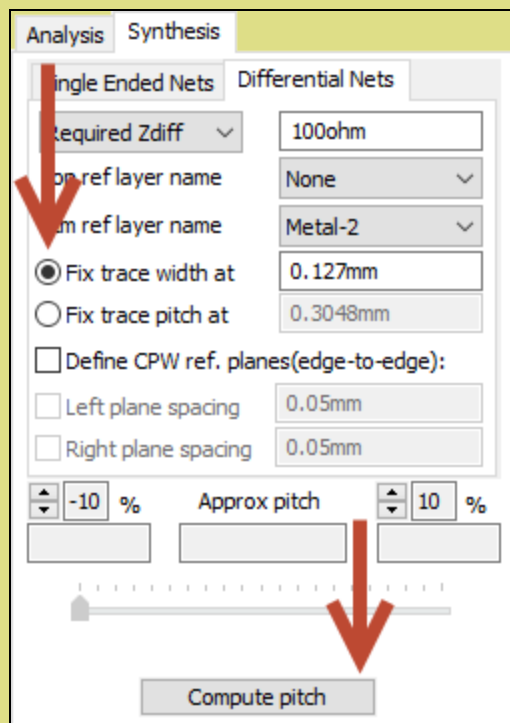 Analysis Synthesis
ingle Ended Nets Differential Nets
equired Zdiff 100ohm
ref layer name None
m ref layer name Metal-2
Fix trace width at 0.127mm
Fix trace pitch at 0.3048mm
Define CPW ref. planes(edge-to-edge):
Left plane spacing 0.05mm
Right plane spacing 0.05mm
-10 % Approx pitch 10 %
Compute pitch